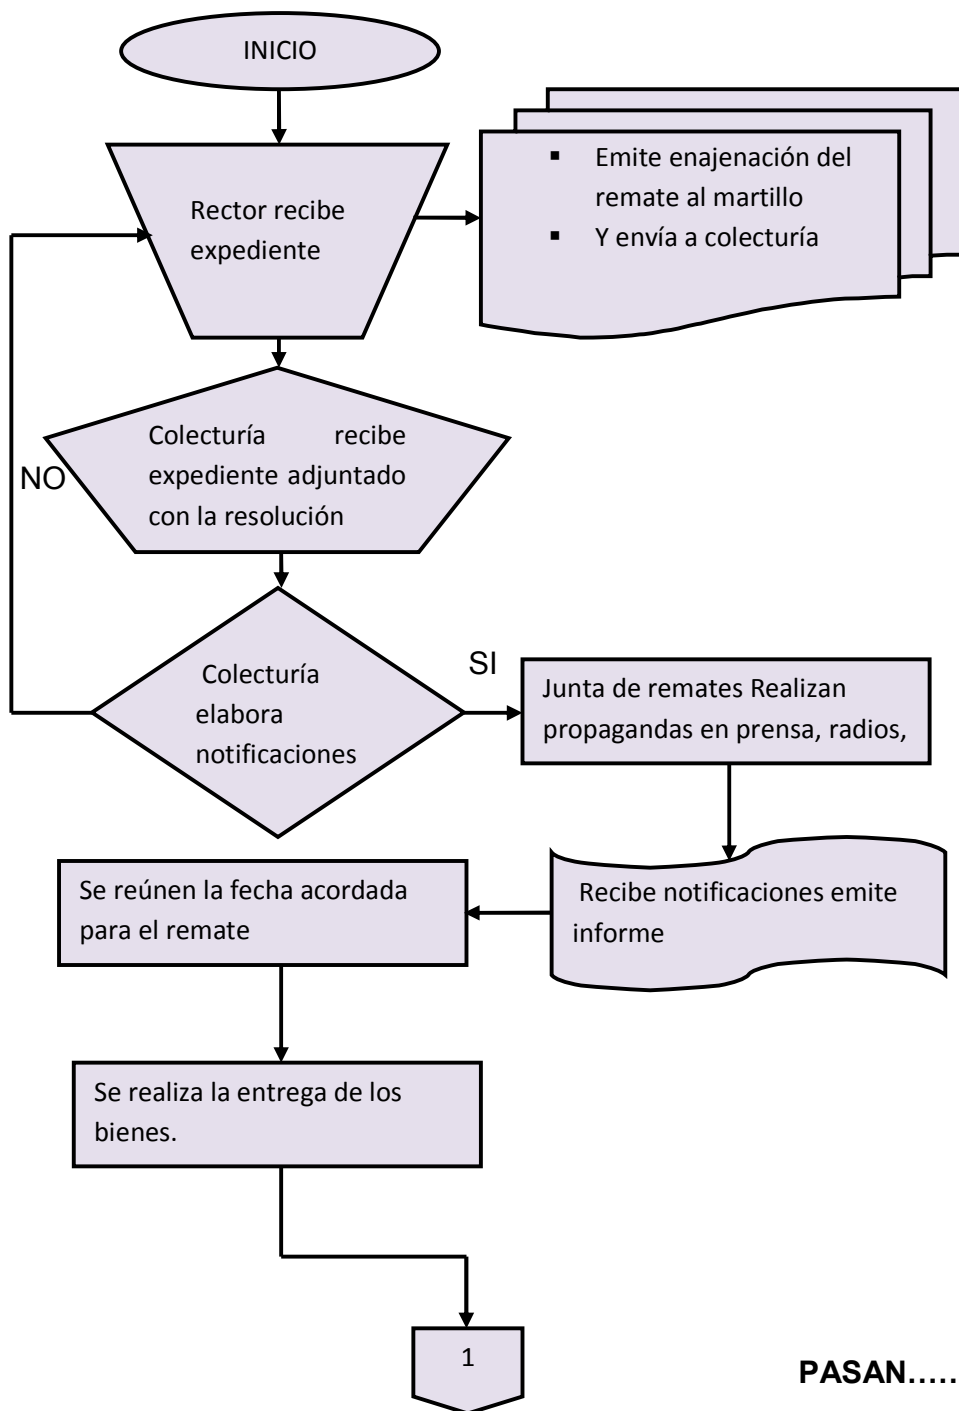 INICIO
Rector recibe
expediente
▪ Emite enajenación del
remate al martillo
▪ Y envía a colecturía
Colecturía recibe
expediente adjuntado
con la resolución
NO
Colecturía
elabora
notificaciones
SI
Junta de remates Realizan
propagandas en prensa, radios,
Recibe notificaciones emite
informe
Se reúnen la fecha acordada
para el remate
Se realiza la entrega de los
bienes.
1
PASAN.....